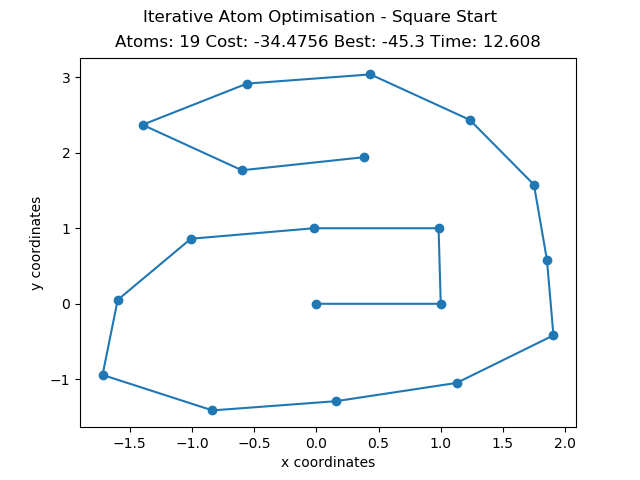 Iterative Atom Optimisation - Square Start
Atoms: 19 Cost: -34.4756 Best: -45.3 Time: 12.608
3
2
1
0
−1
y coordinates
−1.5 −1.0 −0.5 0.0 0.5 1.0 1.5 2.0
x coordinates